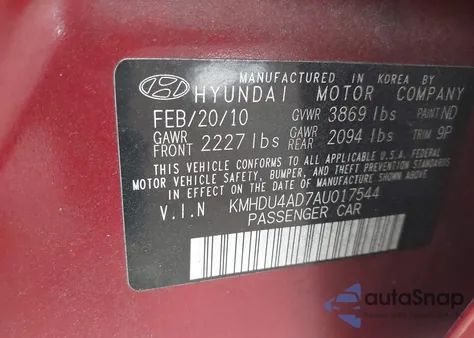 MANUFACTURED IN KOREA BY
HYUNDAI MOTOR COMPANY
FEB/20/10 GVWR 3869 lbs PAINT ND
GAWR FRONT 2227 lbs GAWR REAR 2094 lbs TRIM 9P
THIS VEHICLE CONFORMS TO ALL APPLICABLE U.S.A. FEDERAL
MOTOR VEHICLE SAFETY, BUMPER, AND THEFT PREVENTION
STANDARDS IN EFFECT ON THE DATE OF MANUFACTURE SHOWN ABOVE
V.I.N KMHDU4AD7AU017544
PASSENGER CAR
autoSnap